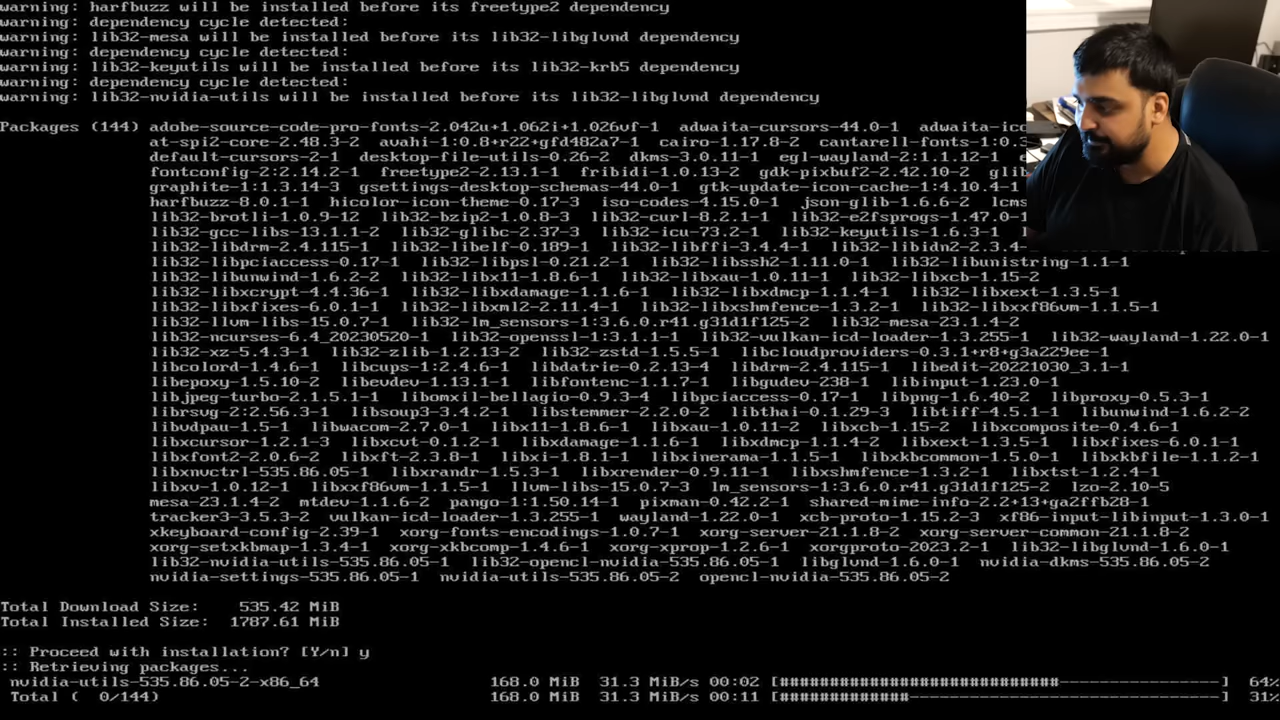 warning: harfbuzz will be installed before its freetype2 dependency
warning: dependency cycle detected:
warning: lib32-mesa will be installed before its lib32-libglvnd dependency
warning: dependency cycle detected:
warning: lib32-keyutils will be installed before its lib32-krb5 dependency
warning: dependency cycle detected:
warning: lib32-nvidia-utils will be installed before its lib32-libglvnd dependency
Packages (144) adobe-source-code-pro-fonts-2.042u+1.062i+1.026vf-1 adwaita-cursors-44.0-1 adwaita-ic
at-spi2-core-2.48.3-2 avahi-1:0.8+r22+gfd482a7-1 cairo-1.17.8-2 cantarell-fonts-1:0.3
default-cursors-2-1 desktop-file-utils-0.26-2 dkms-3.0.11-1 egl-wayland-2:1.1.12-1
fontconfig-2:2.14.2-1 freetype2-2.13.1-1 fribidi-1.0.13-2 gdk-pixbuf2-2.42.10-2 glib
graphite-1:1.3.14-3 gsettings-desktop-schemas-44.0-1 gtk-update-icon-cache-1:4.10.4-1
harfbuzz-8.0.1-1 hicolor-icon-theme-0.17-3 iso-codes-4.15.0-1 json-glib-1.6.6-2 lcms
lib32-brotli-1.0.9-12 lib32-bzip2-1.0.8-3 lib32-curl-8.2.1-1 lib32-e2fsprogs-1.47.0-1
lib32-gcc-libs-13.1.1-2 lib32-glibc-2.37-3 lib32-icu-73.2-1 lib32-keyutils-1.6.3-1
lib32-libdrm-2.4.115-1 lib32-libelf-0.189-1 lib32-libffi-3.4.4-1 lib32-libidn2-2.3.4-
lib32-libpciaccess-0.17-1 lib32-libpsl-0.21.2-1 lib32-libssh2-1.11.0-1 lib32-libunistring-1.1-1
lib32-libunwind-1.6.2-2 lib32-libx11-1.8.6-1 lib32-libxau-1.0.11-1 lib32-libxcb-1.15-2
lib32-libxcrypt-4.4.36-1 lib32-libxdamage-1.1.6-1 lib32-libxdmcp-1.1.4-1 lib32-libxext-1.3.5-1
lib32-libxfixes-6.0.1-1 lib32-libxml2-2.11.4-1 lib32-libxshmfence-1.3.2-1 lib32-libxxf86vm-1.1.5-1
lib32-llvm-libs-15.0.7-1 lib32-lm_sensors-1:3.6.0.r41.g31d1f125-2 lib32-mesa-23.1.4-2
lib32-ncurses-6.4_20230520-1 lib32-openssl-1:3.1.1-1 lib32-vulkan-icd-loader-1.3.255-1 lib32-wayland-1.22.0-1
lib32-xz-5.4.3-1 lib32-zlib-1.2.13-2 lib32-zstd-1.5.5-1 libcloudproviders-0.3.1+r8+g3a229ee-1
libcolord-1.4.6-1 libcups-1:2.4.6-1 libdatrie-0.2.13-4 libdrm-2.4.115-1 libedit-20221030_3.1-1
libepoxy-1.5.10-2 libevdev-1.13.1-1 libfontenc-1.1.7-1 libgudev-238-1 libinput-1.23.0-1
libjpeg-turbo-2.1.5.1-1 libomxil-bellagio-0.9.3-4 libpciaccess-0.17-1 libpng-1.6.40-2 libproxy-0.5.3-1
librsvg-2:2.56.3-1 libsoup3-3.4.2-1 libstemmer-2.2.0-2 libthai-0.1.29-3 libtiff-4.5.1-1 libunwind-1.6.2-2
libvdpau-1.5-1 libwacom-2.7.0-1 libx11-1.8.6-1 libxau-1.0.11-2 libxcb-1.15-2 libxcomposite-0.4.6-1
libxcursor-1.2.1-3 libxcvt-0.1.2-1 libxdamage-1.1.6-1 libxdmcp-1.1.4-2 libxext-1.3.5-1 libxfixes-6.0.1-1
libxfont2-2.0.6-2 libxft-2.3.8-1 libxi-1.8.1-1 libxinerama-1.1.5-1 libxkbcommon-1.5.0-1 libxkbfile-1.1.2-1
libxnvctrl-535.86.05-1 libxrandr-1.5.3-1 libxrender-0.9.11-1 libxshmfence-1.3.2-1 libxtst-1.2.4-1
libxv-1.0.12-1 libxxf86vm-1.1.5-1 llvm-libs-15.0.7-3 lm_sensors-1:3.6.0.r41.g31d1f125-2 lzo-2.10-5
mesa-23.1.4-2 mtdev-1.1.6-2 pango-1:1.50.14-1 pixman-0.42.2-1 shared-mime-info-2.2+13+ga2ffb28-1
tracker3-3.5.3-2 vulkan-icd-loader-1.3.255-1 wayland-1.22.0-1 xcb-proto-1.15.2-3 xf86-input-libinput-1.3.0-1
xkeyboard-config-2.39-1 xorg-fonts-encodings-1.0.7-1 xorg-server-21.1.8-2 xorg-server-common-21.1.8-2
xorg-setxkbmap-1.3.4-1 xorg-xkbcomp-1.4.6-1 xorg-xprop-1.2.6-1 xorgproto-2023.2-1 lib32-libglvnd-1.6.0-1
lib32-nvidia-utils-535.86.05-1 lib32-opencl-nvidia-535.86.05-1 libglvnd-1.6.0-1 nvidia-dkms-535.86.05-2
nvidia-settings-535.86.05-1 nvidia-utils-535.86.05-2 opencl-nvidia-535.86.05-2
Total Download Size: 535.42 MiB
Total Installed Size: 1787.61 MiB
:: Proceed with installation? [Y/n] y
:: Retrieving packages...
nvidia-utils-535.86.05-2-x86_64 168.0 MiB 31.3 MiB/s 00:02 [############################----------------] 64%
Total ( 0/144) 168.0 MiB 31.3 MiB/s 00:11 [#############-------------------------------] 31%